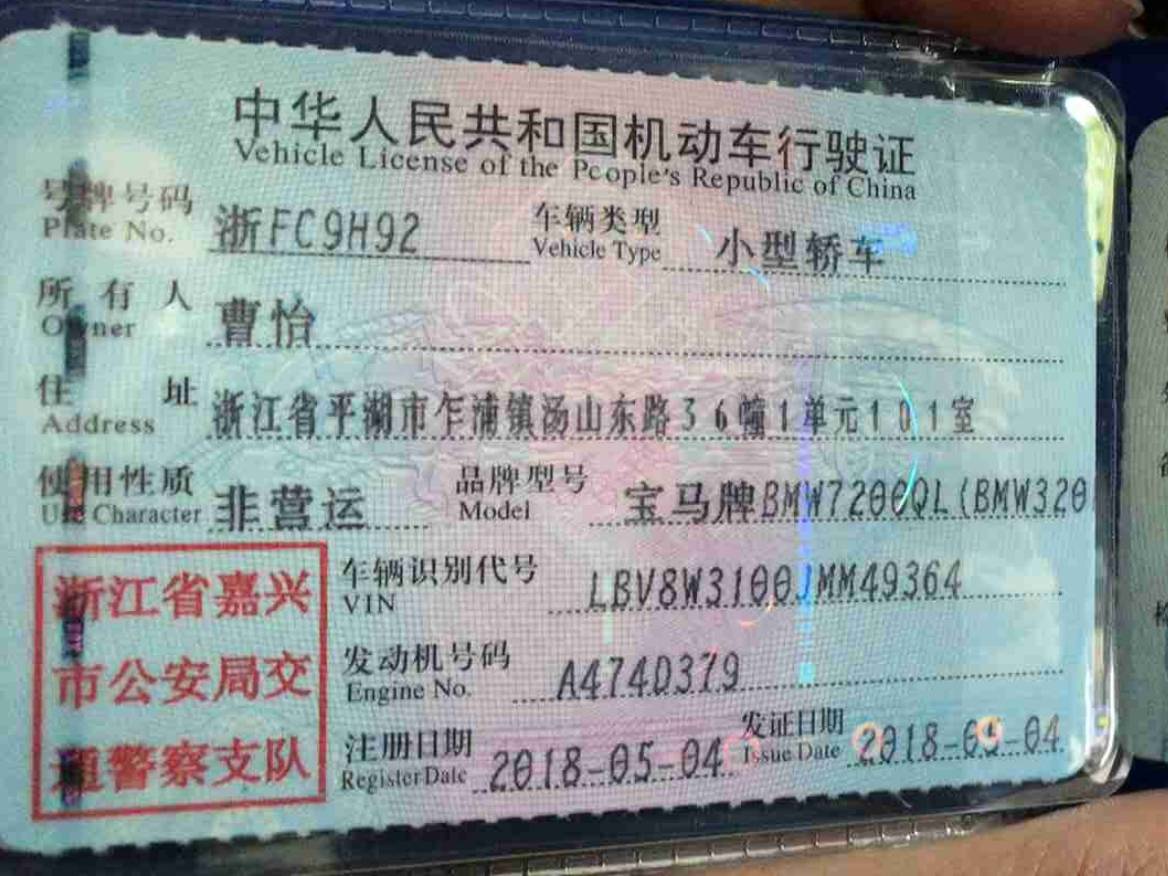 中华人民共和国机动车行驶证
Vehicle License of the People's Republic of China
号牌号码 浙FC9H92 车辆类型 小型轿车
Plate No. Vehicle Type
所有人 曹怡
Owner
住址 浙江省平湖市乍浦镇汤山东路36幢1单元101室
Address
使用性质 非营运 品牌型号 宝马牌BMW7200QL(BMW320
Use Character Model
浙江省嘉兴
市公安局交
通警察支队
车辆识别代号 LBV8W3100JMM49364
VIN
发动机号码 A474D379
Engine No.
注册日期 2018-05-04 发证日期 2018-05-04
Register Date Issue Date